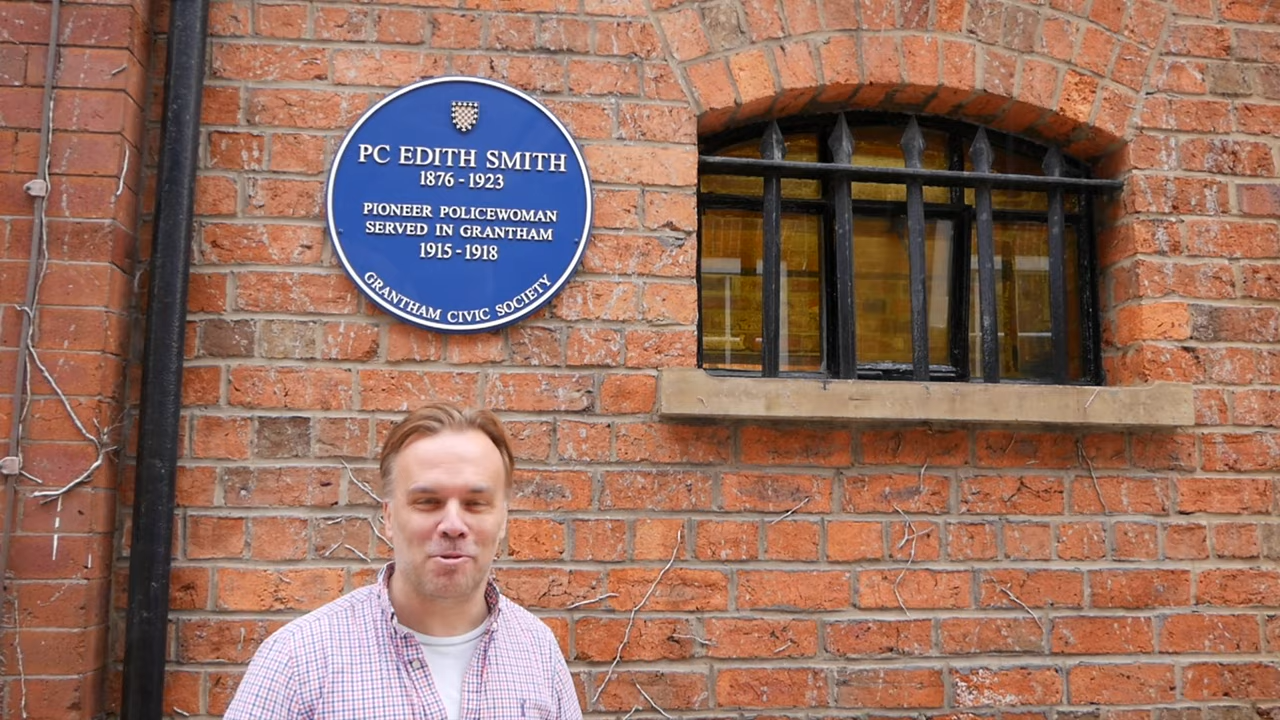 PC EDITH SMITH
1876 - 1923
PIONEER POLICEWOMAN
SERVED IN GRANTHAM
1915 - 1918
GRANTHAM CIVIC SOCIETY